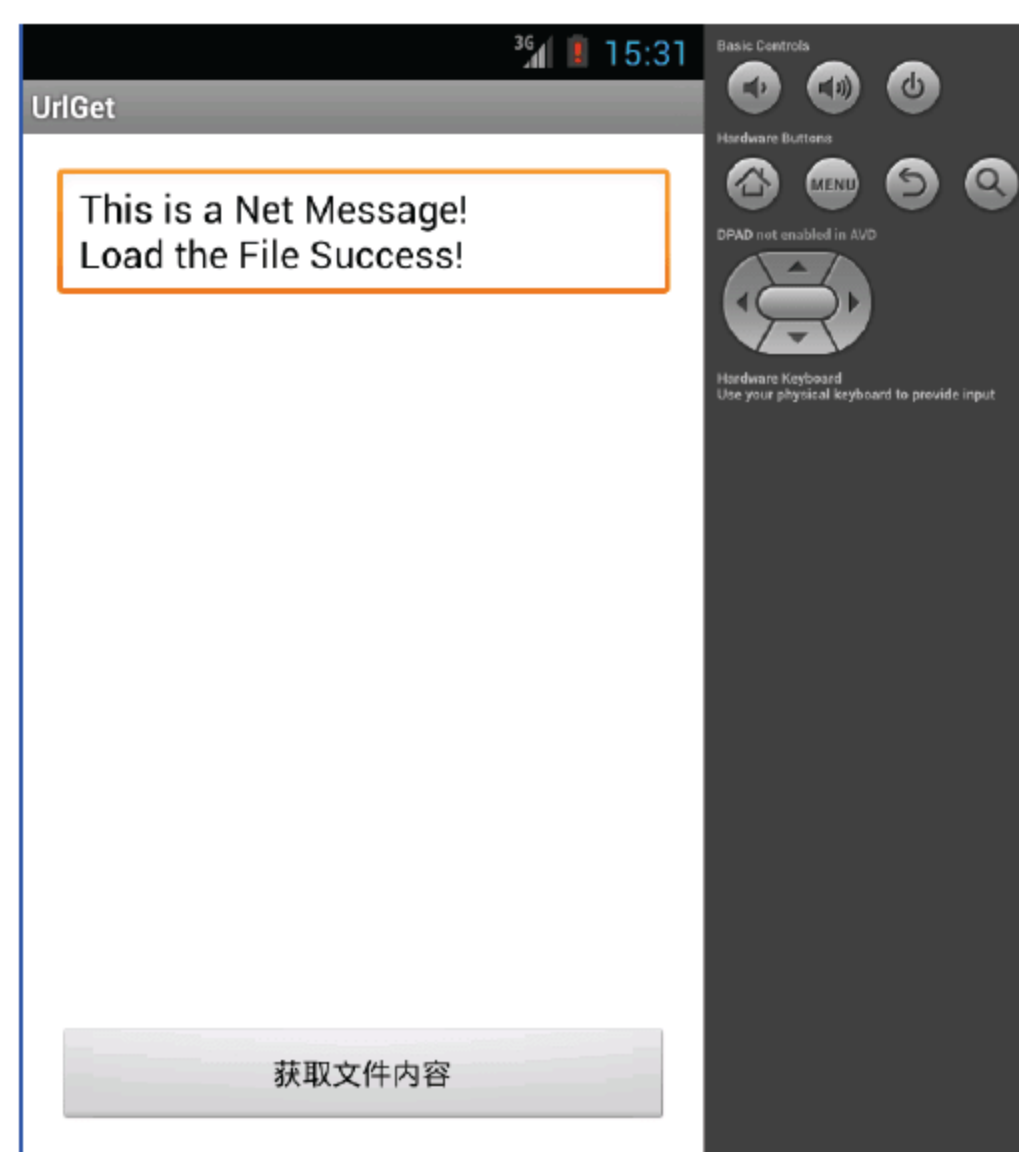 3G 15:31
UrlGet
This is a Net Message!
Load the File Success!
获取文件内容
Basic Controls
Hardware Buttons
MENU
DPAD not enabled in AVD
Hardware Keyboard
Use your physical keyboard to provide input